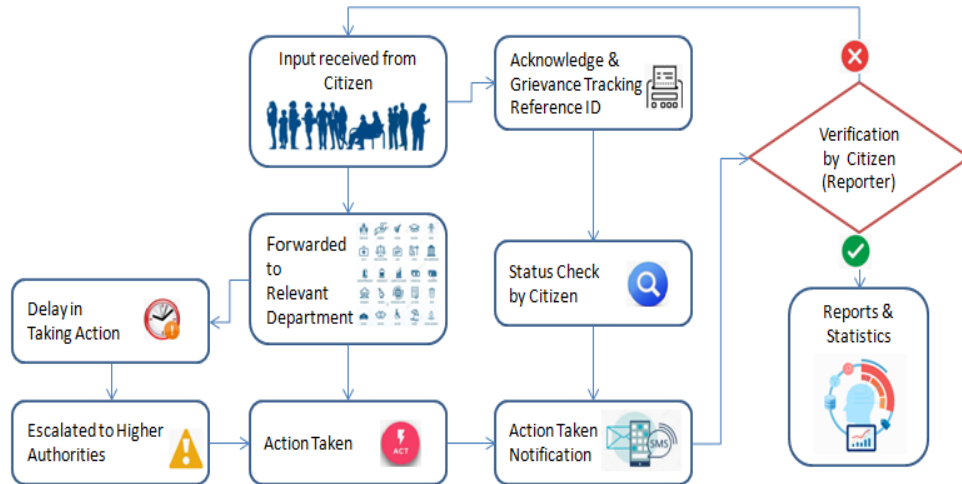 Input received from
Citizen
Acknowledge &
Grievance Tracking
Reference ID
Verification
by Citizen
(Reporter)
Forwarded
to
Relevant
Department
Status Check
by Citizen
Delay in
Taking Action
Reports &
Statistics
Escalated to Higher
Authorities
Action Taken
ACT
Action Taken
Notification
SMS